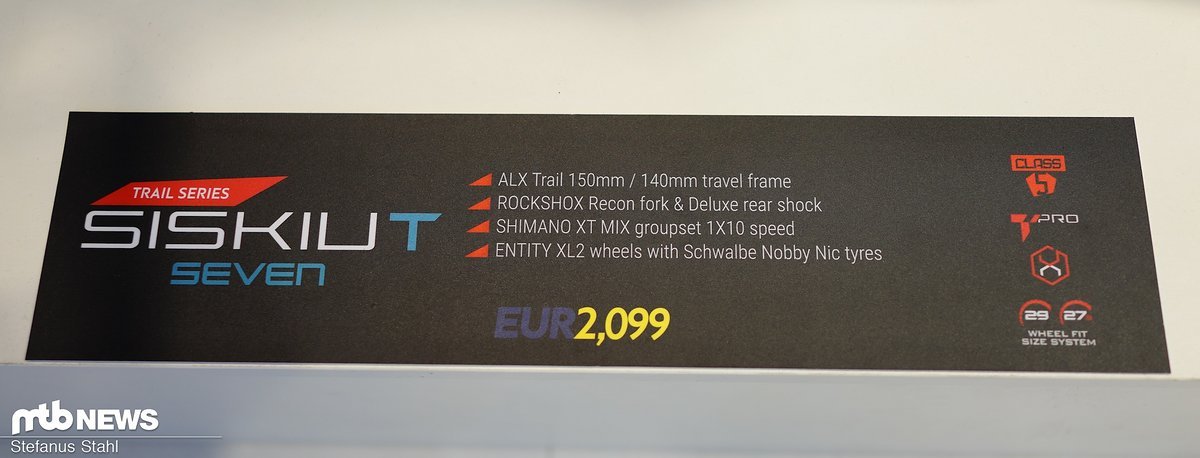 TRAIL SERIES
SISKIU T
SEVEN
ALX Trail 150mm / 140mm travel frame
ROCKSHOX Recon fork & Deluxe rear shock
SHIMANO XT MIX groupset 1X10 speed
ENTITY XL2 wheels with Schwalbe Nobby Nic tyres
EUR2,099
CLASS
5
PRO
29 27.
WHEEL FIT
SIZE SYSTEM
mtb NEWS
Stefanus Stahl